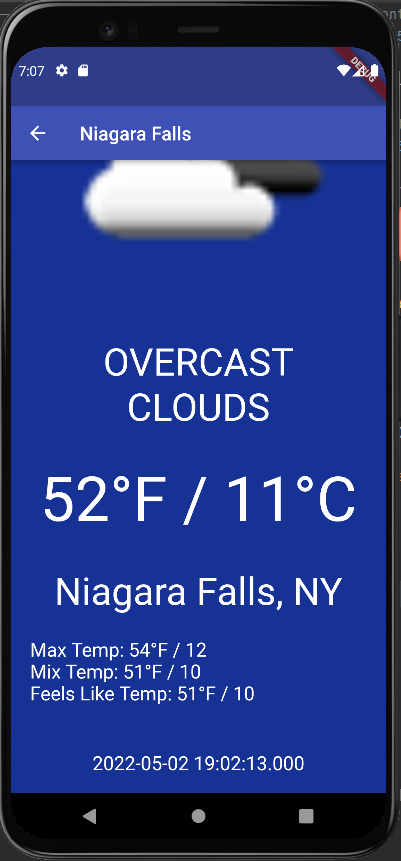 7:07
DEBUG
Niagara Falls
OVERCAST
CLOUDS
52°F / 11°C
Niagara Falls, NY
Max Temp: 54°F / 12
Mix Temp: 51°F / 10
Feels Like Temp: 51°F / 10
2022-05-02 19:02:13.000